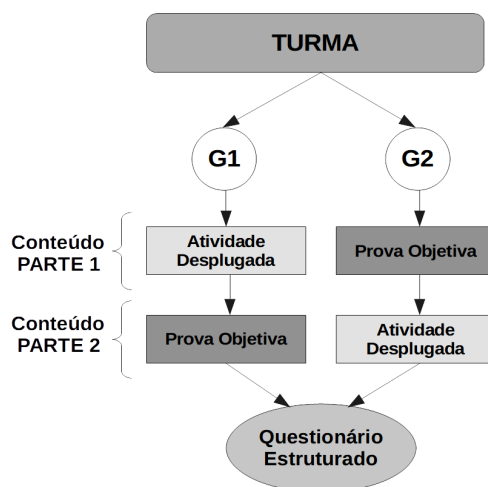 TURMA
G1
G2
Conteúdo
PARTE 1
Atividade
Desplugada
Prova Objetiva
Conteúdo
PARTE 2
Prova Objetiva
Atividade
Desplugada
Questionário
Estruturado